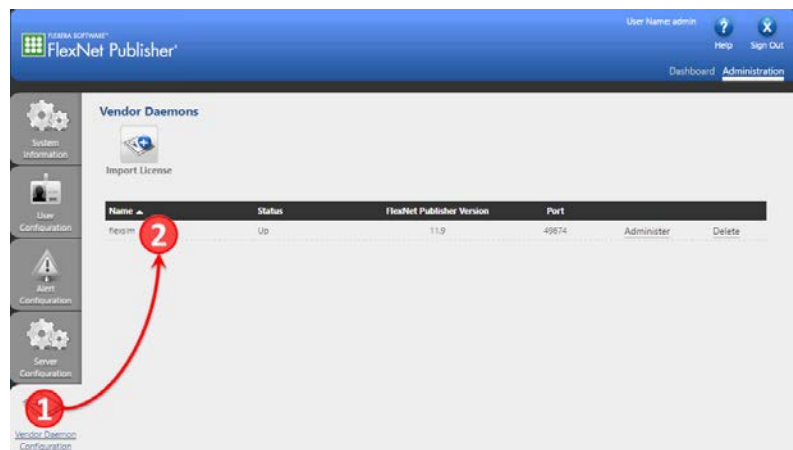 User Name: admin
FLEXERA SOFTWARE™
FlexNet Publisher®
Help
Sign Out
Dashboard
Administration
System
Information
User
Configuration
Alert
Configuration
Server
Configuration
1
Vendor Daemon
Configuration
Vendor Daemons
Import License
Name Status FlexNet Publisher Version Port
flexsim 2 Up 11.9 49874 Administer Delete